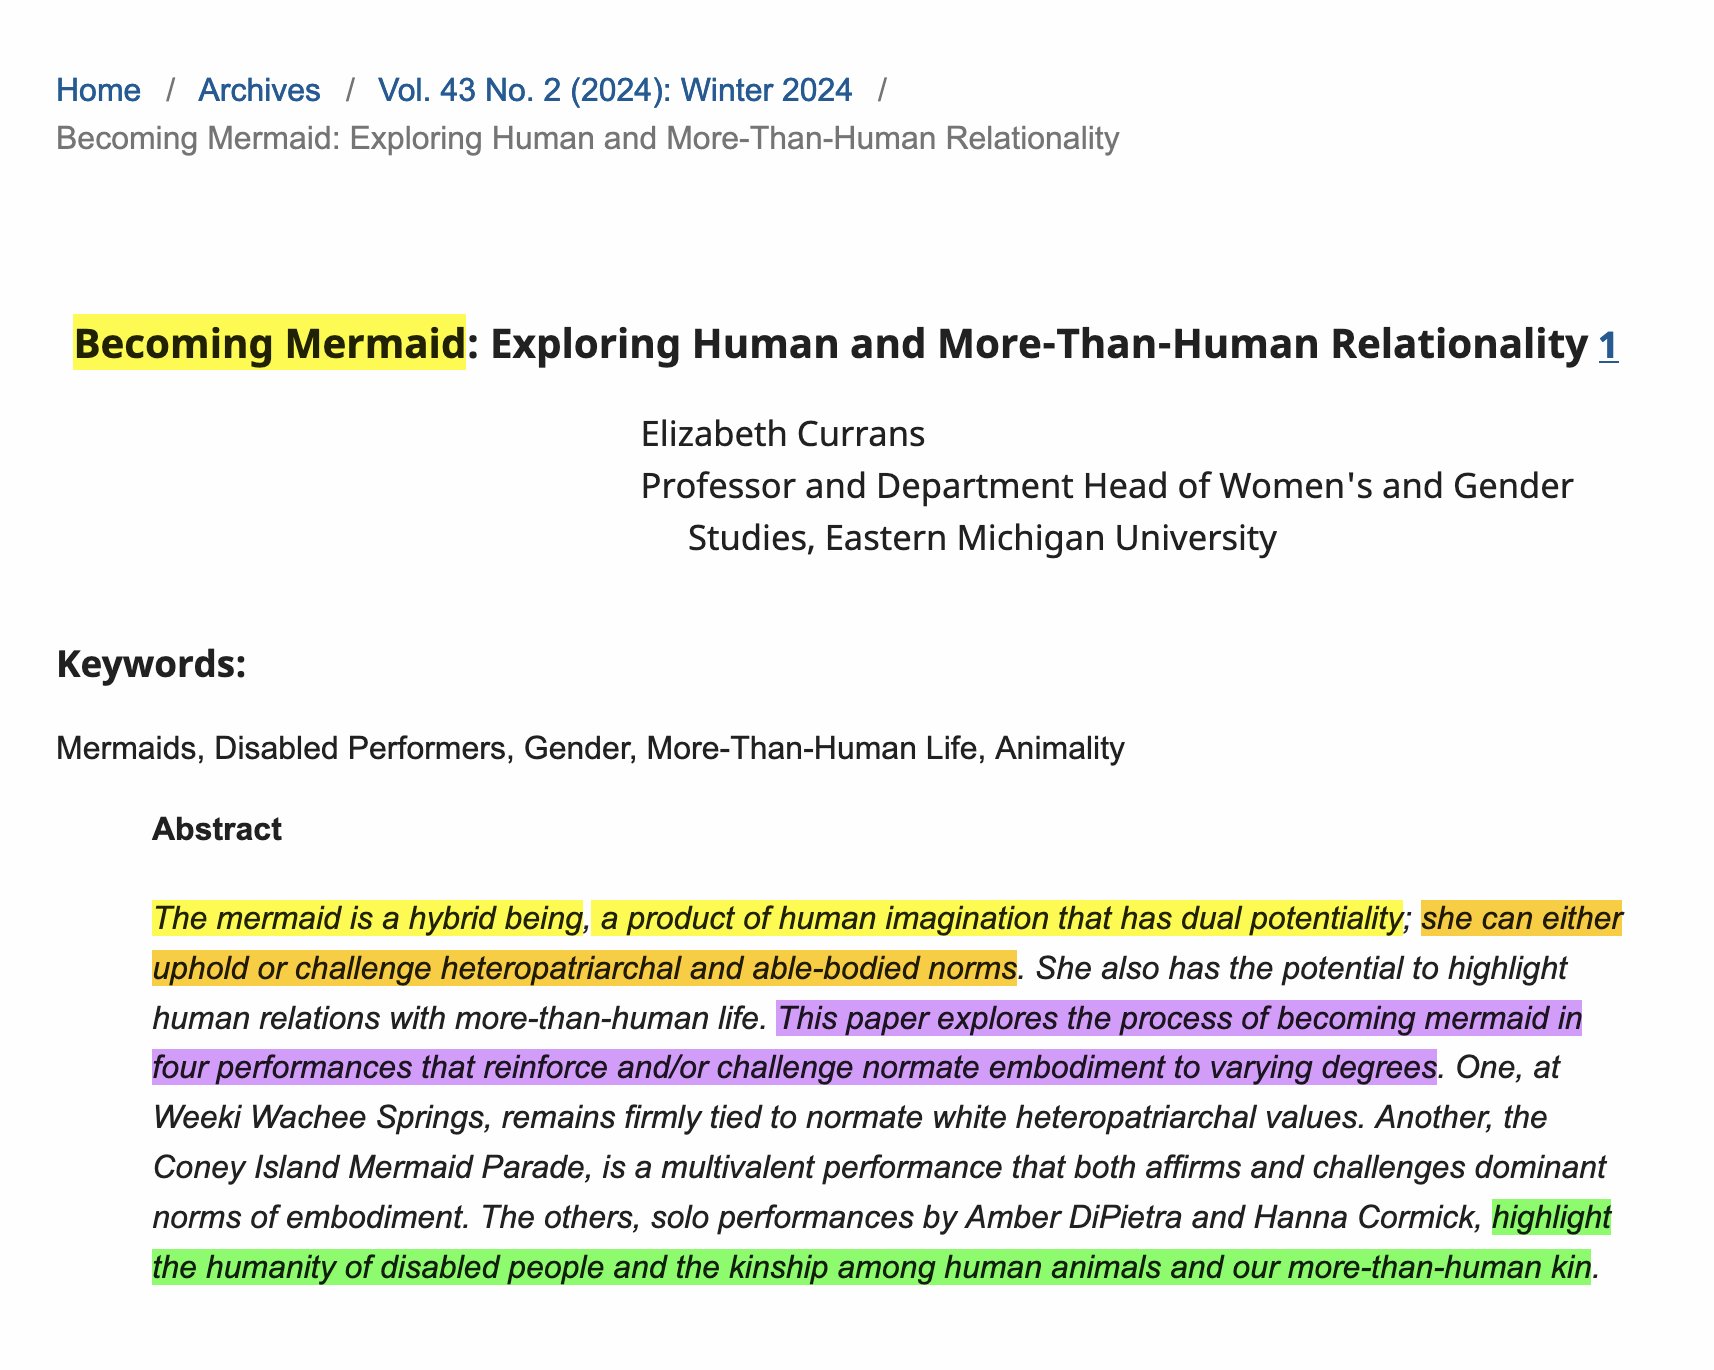 Home / Archives / Vol. 43 No. 2 (2024): Winter 2024 /
Becoming Mermaid: Exploring Human and More-Than-Human Relationality
Becoming Mermaid: Exploring Human and More-Than-Human Relationality 1
Elizabeth Currans
Professor and Department Head of Women's and Gender
Studies, Eastern Michigan University
Keywords:
Mermaids, Disabled Performers, Gender, More-Than-Human Life, Animality
Abstract
The mermaid is a hybrid being, a product of human imagination that has dual potentiality; she can either
uphold or challenge heteropatriarchal and able-bodied norms. She also has the potential to highlight
human relations with more-than-human life. This paper explores the process of becoming mermaid in
four performances that reinforce and/or challenge normate embodiment to varying degrees. One, at
Weeki Wachee Springs, remains firmly tied to normate white heteropatriarchal values. Another, the
Coney Island Mermaid Parade, is a multivalent performance that both affirms and challenges dominant
norms of embodiment. The others, solo performances by Amber DiPietra and Hanna Cormick, highlight
the humanity of disabled people and the kinship among human animals and our more-than-human kin.